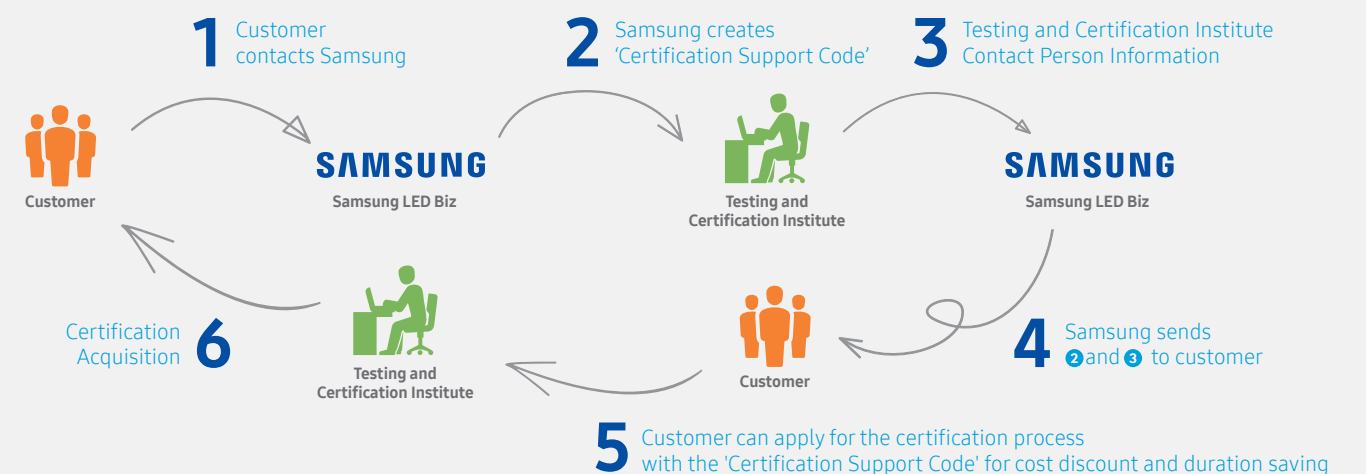 1 Customer
contacts Samsung
2 Samsung creates
‘Certification Support Code’
3 Testing and Certification Institute
Contact Person Information
Customer
SAMSUNG
Samsung LED Biz
Testing and
Certification Institute
SAMSUNG
Samsung LED Biz
4 Samsung sends
2 and 3 to customer
Customer
5 Customer can apply for the certification process
with the 'Certification Support Code' for cost discount and duration saving
Testing and
Certification Institute
Certification
Acquisition 6